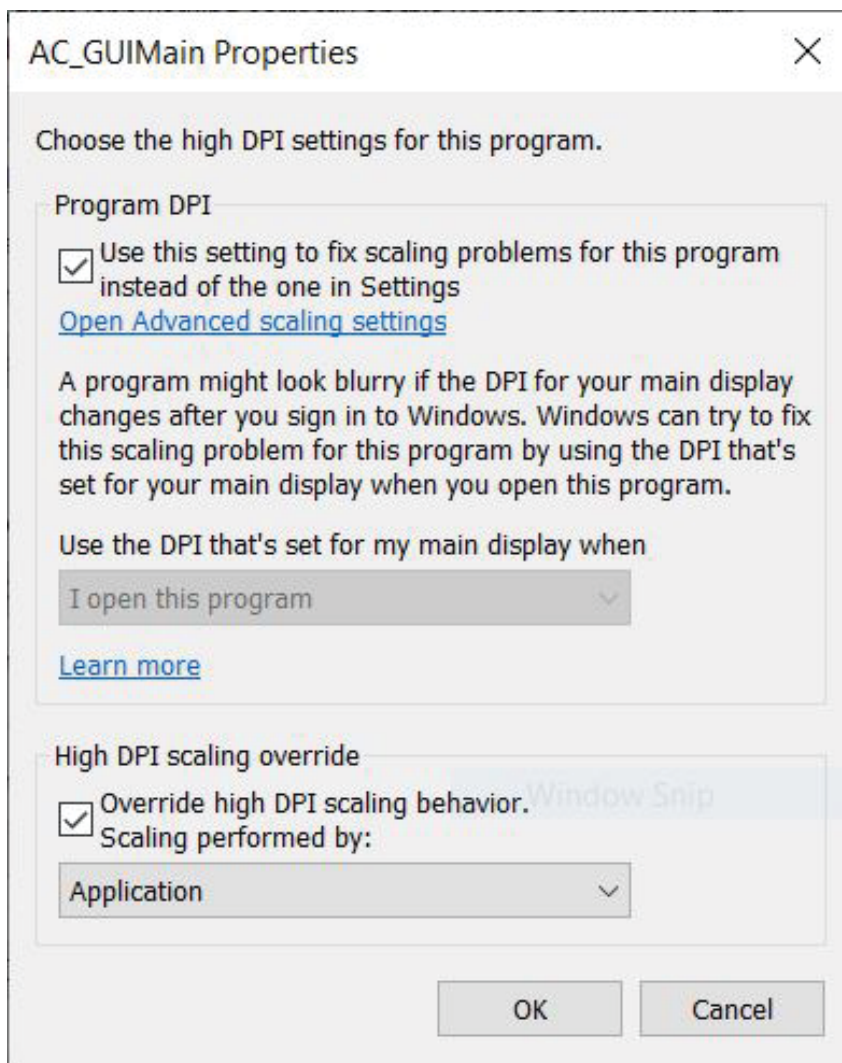 AC_GUIMain Properties
Choose the high DPI settings for this program.
Program DPI
Use this setting to fix scaling problems for this program
instead of the one in Settings
Open Advanced scaling settings
A program might look blurry if the DPI for your main display
changes after you sign in to Windows. Windows can try to fix
this scaling problem for this program by using the DPI that's
set for your main display when you open this program.
Use the DPI that's set for my main display when
I open this program
Learn more
High DPI scaling override
Override high DPI scaling behavior.
Window Snip
Scaling performed by:
Application
OK Cancel